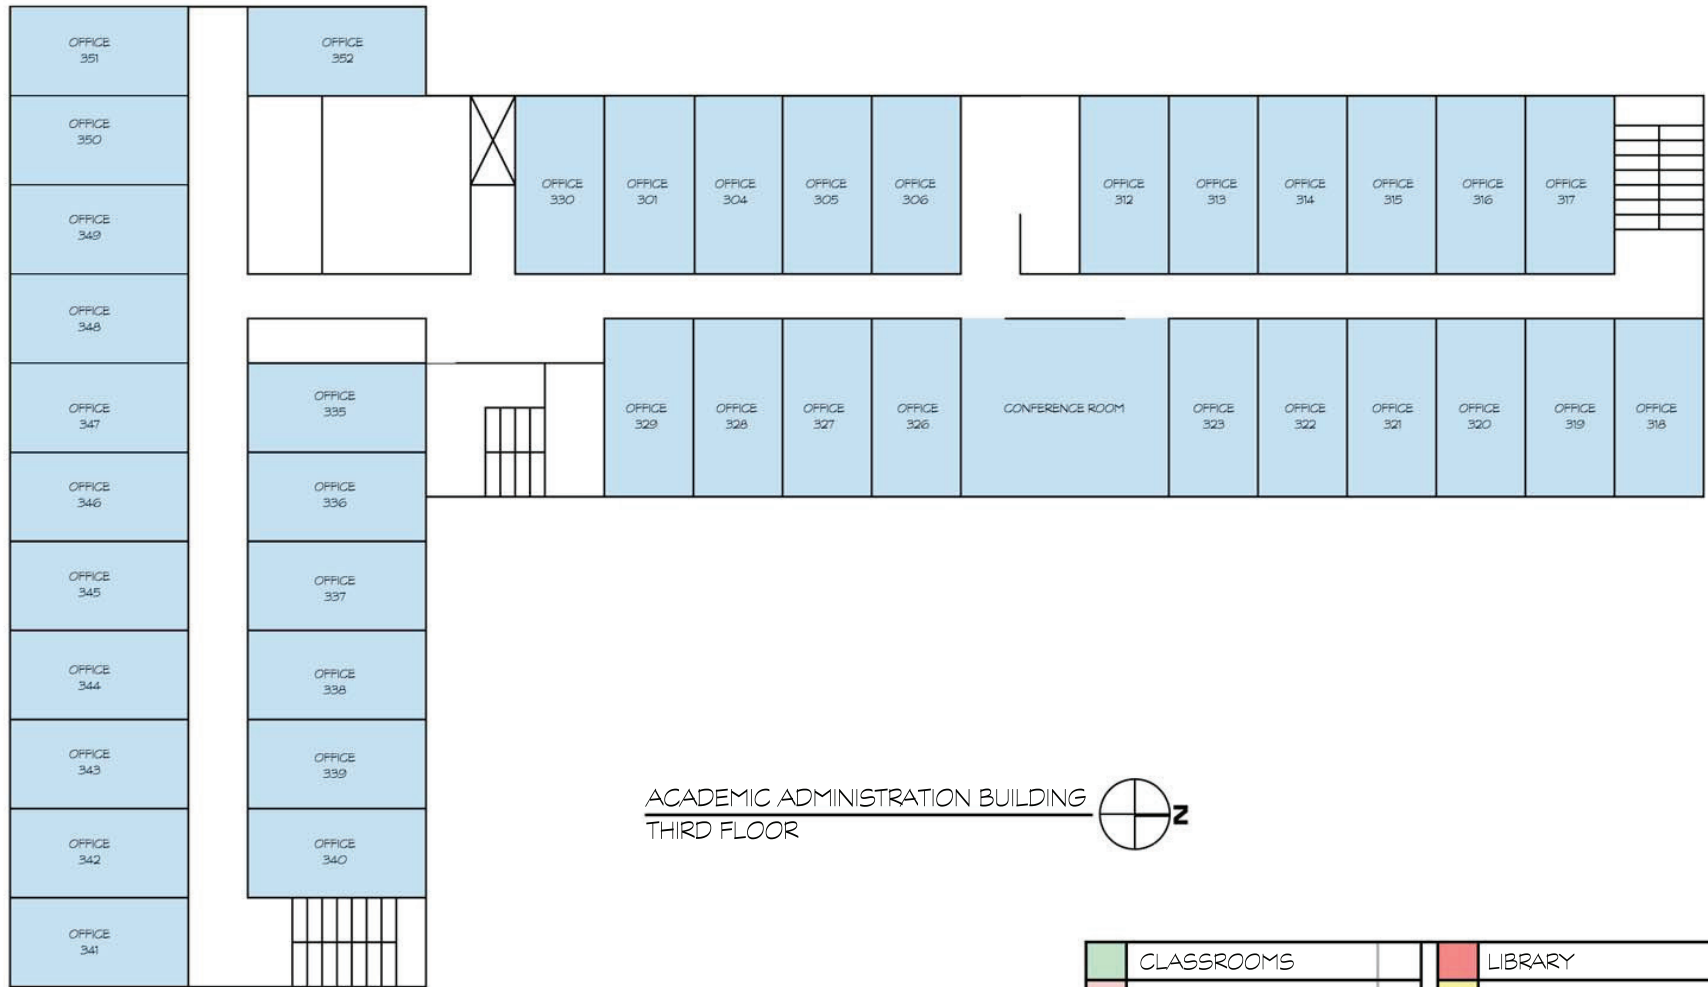 OFFICE
351
OFFICE
352
OFFICE
350
OFFICE
349
OFFICE
330
OFFICE
301
OFFICE
304
OFFICE
305
OFFICE
306
OFFICE
312
OFFICE
313
OFFICE
314
OFFICE
315
OFFICE
316
OFFICE
317
OFFICE
348
OFFICE
347
OFFICE
335
OFFICE
329
OFFICE
328
OFFICE
327
OFFICE
326
CONFERENCE ROOM
OFFICE
323
OFFICE
322
OFFICE
321
OFFICE
320
OFFICE
319
OFFICE
318
OFFICE
346
OFFICE
336
OFFICE
345
OFFICE
337
OFFICE
344
OFFICE
338
OFFICE
343
OFFICE
339
OFFICE
342
OFFICE
340
OFFICE
341
ACADEMIC ADMINISTRATION BUILDING
THIRD FLOOR
N
CLASSROOMS
LIBRARY